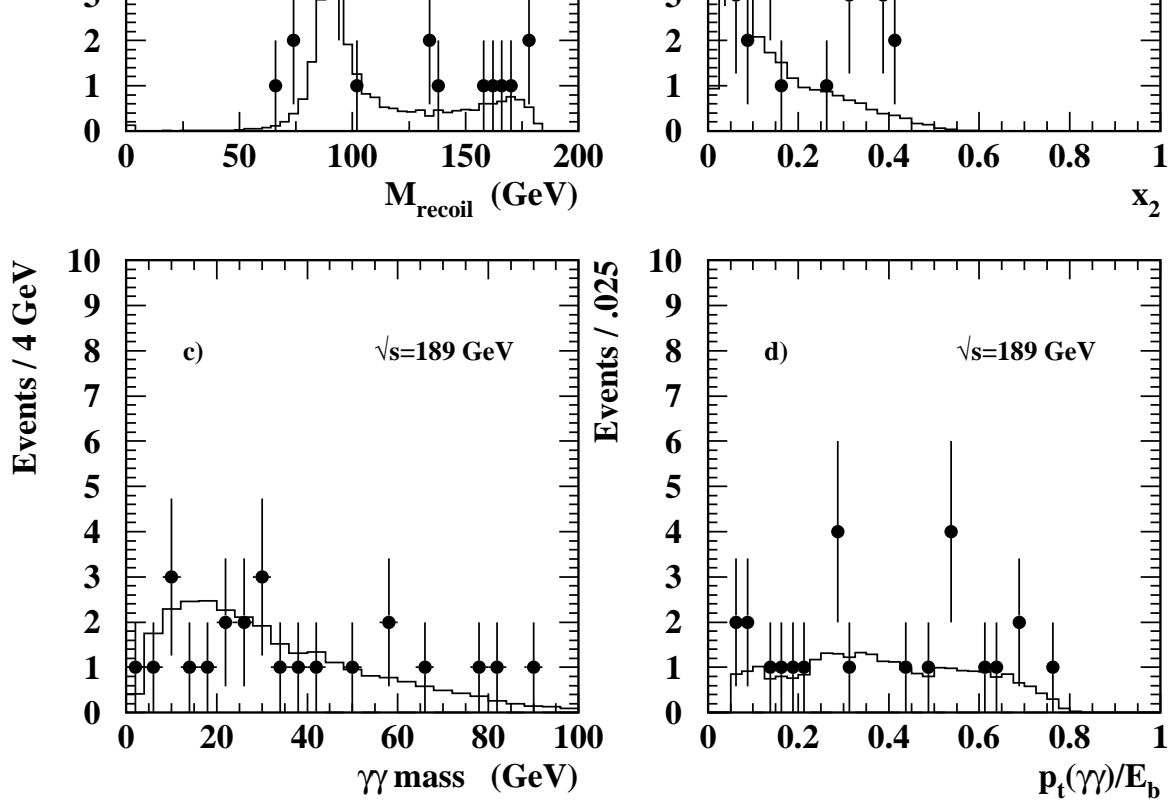 3
2
1
0
0 50 100 150 200
M_recoil (GeV)
3
2
1
0
0 0.2 0.4 0.6 0.8 1
x_2
Events / 4 GeV
10
9
8
7
6
5
4
3
2
1
0
c) √s=189 GeV
0 20 40 60 80 100
γγ mass (GeV)
Events / .025
10
9
8
7
6
5
4
3
2
1
0
d) √s=189 GeV
0 0.2 0.4 0.6 0.8 1
p_t(γγ)/E_b